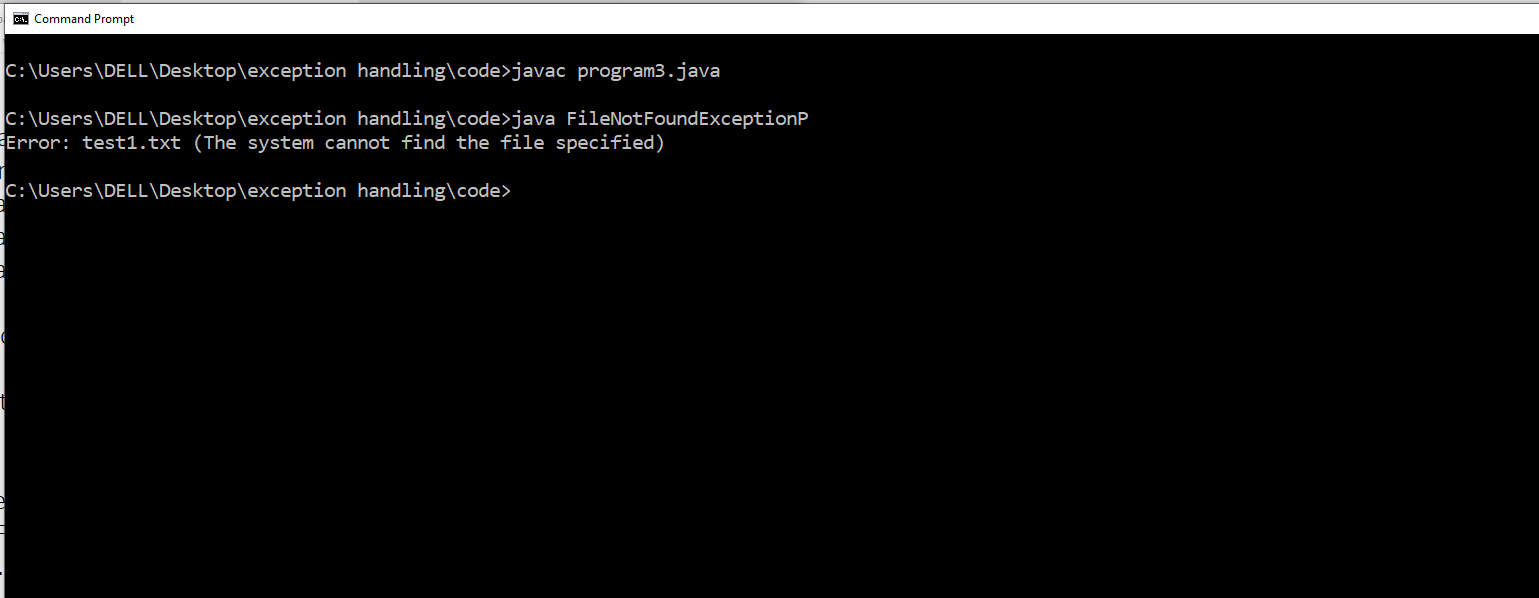 Command Prompt
C:\Users\DELL\Desktop\exception handling\code>javac program3.java
C:\Users\DELL\Desktop\exception handling\code>java FileNotFoundExceptionP
Error: test1.txt (The system cannot find the file specified)
C:\Users\DELL\Desktop\exception handling\code>